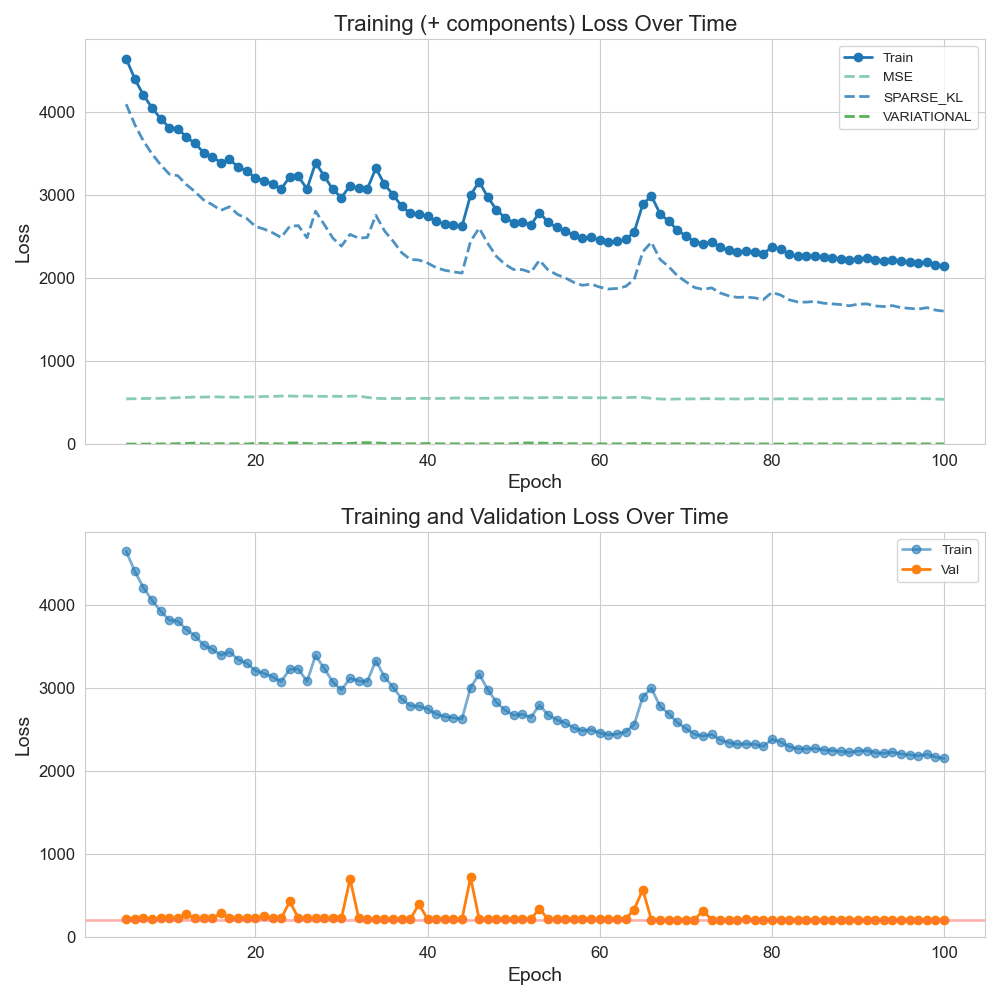 Training (+ components) Loss Over Time
Train
MSE
SPARSE_KL
VARIATIONAL
4000
3000
2000
1000
0
Loss
20 40 60 80 100
Epoch
Training and Validation Loss Over Time
Train
Val
4000
3000
2000
1000
0
Loss
20 40 60 80 100
Epoch